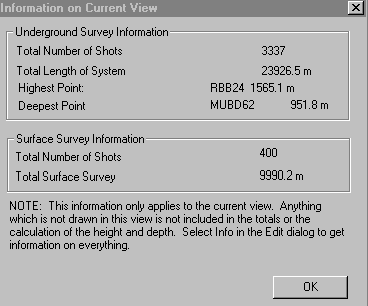 Information on Current View
Underground Survey Information
Total Number of Shots 3337
Total Length of System 23926.5 m
Highest Point: RBB24 1565.1 m
Deepest Point MUBD62 951.8 m
Surface Survey Information
Total Number of Shots 400
Total Surface Survey 9990.2 m
NOTE: This information only applies to the current view. Anything
which is not drawn in this view is not included in the totals or the
calculation of the height and depth. Select Info in the Edit dialog to get
information on everything.
OK